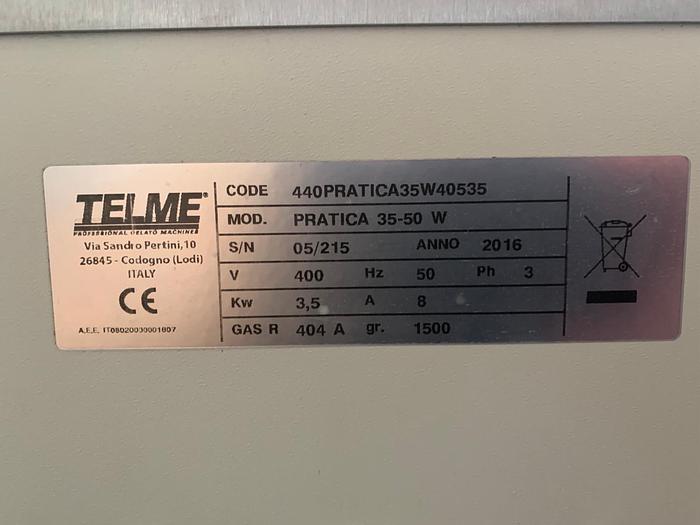 TELME®
PROFESSIONAL GELATO MACHINES
Via Sandro Pertini,10
26845 - Codogno (Lodi)
ITALY
CE
A.E.E. IT08020000001807
CODE 440PRATICA35W40535
MOD. PRATICA 35-50 W
S/N 05/215 ANNO 2016
V 400 Hz 50 Ph 3
Kw 3,5 A 8
GAS R 404 A gr. 1500